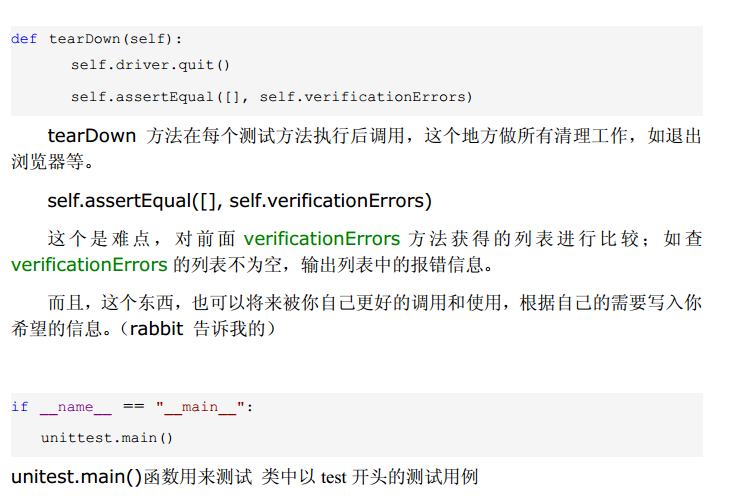 def tearDown(self):
self.driver.quit()
self.assertEqual([], self.verificationErrors)
tearDown 方法在每个测试方法执行后调用，这个地方做所有清理工作，如退出
浏览器等。
self.assertEqual([], self.verificationErrors)
这个是难点，对前面 verificationErrors 方法获得的列表进行比较；如查
verificationErrors 的列表不为空，输出列表中的报错信息。
而且，这个东西，也可以将来被你自己更好的调用和使用，根据自己的需要写入你
希望的信息。（rabbit 告诉我的）
if __name__ == "__main__":
unittest.main()
unitest.main()函数用来测试 类中以 test 开头的测试用例